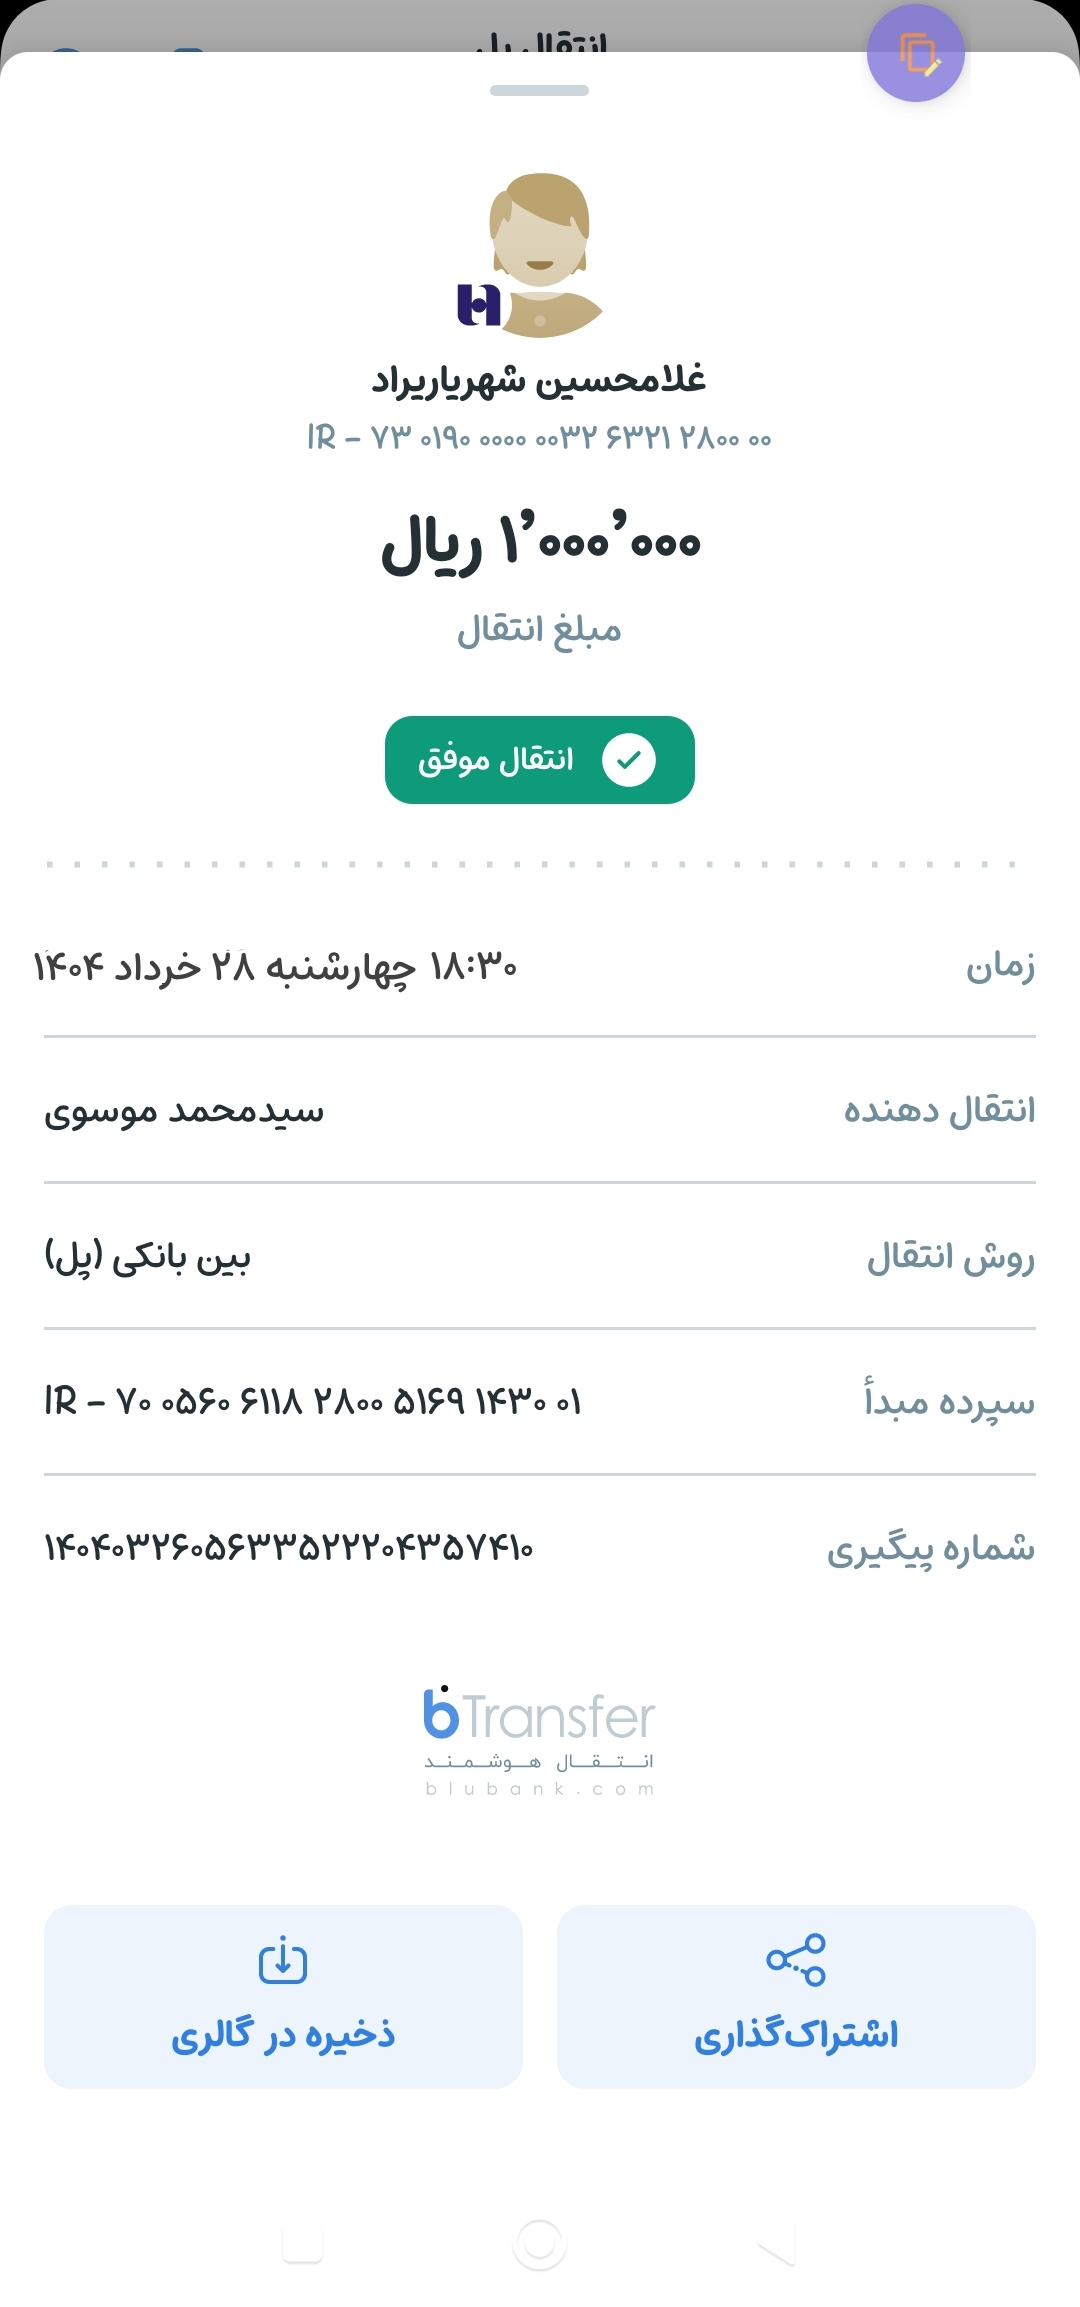 انتقال پل
غلامحسین شهریاریراد
IR - ۷۳ ۰۱۹۰ ۰۰۰۰ ۰۰۳۲ ۶۳۲۱ ۲۸۰۰ ۰۰
۱٬۰۰۰٬۰۰۰ ریال
مبلغ انتقال
انتقال موفق
زمان
۱۸:۳۰ چهارشنبه ۲۸ خرداد ۱۴۰۴
انتقال دهنده
سیدمحمد موسوی
روش انتقال
بین بانکی (پل)
سپرده مبدأ
IR - ۷۰ ۰۵۶۰ ۶۱۱۸ ۲۸۰۰ ۵۱۶۹ ۱۴۳۰ ۰۱
شماره پیگیری
۱۴۰۴۰۳۲۶۰۵۶۳۳۵۲۲۲۰۴۳۵۷۴۱۰
bTransfer
انتقال هوشمند
blubank.com
اشتراک‌گذاری
ذخیره در گالری